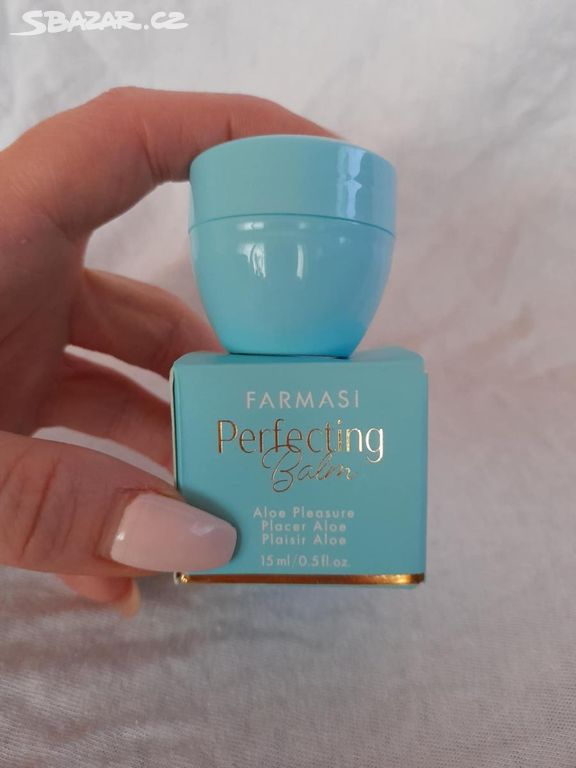 SBAZAR.CZ
FARMASİ
Perfecting
Balm
Aloe Pleasure
Placer Aloe
Plaisir Aloe
15 ml/0.5 fl.oz.